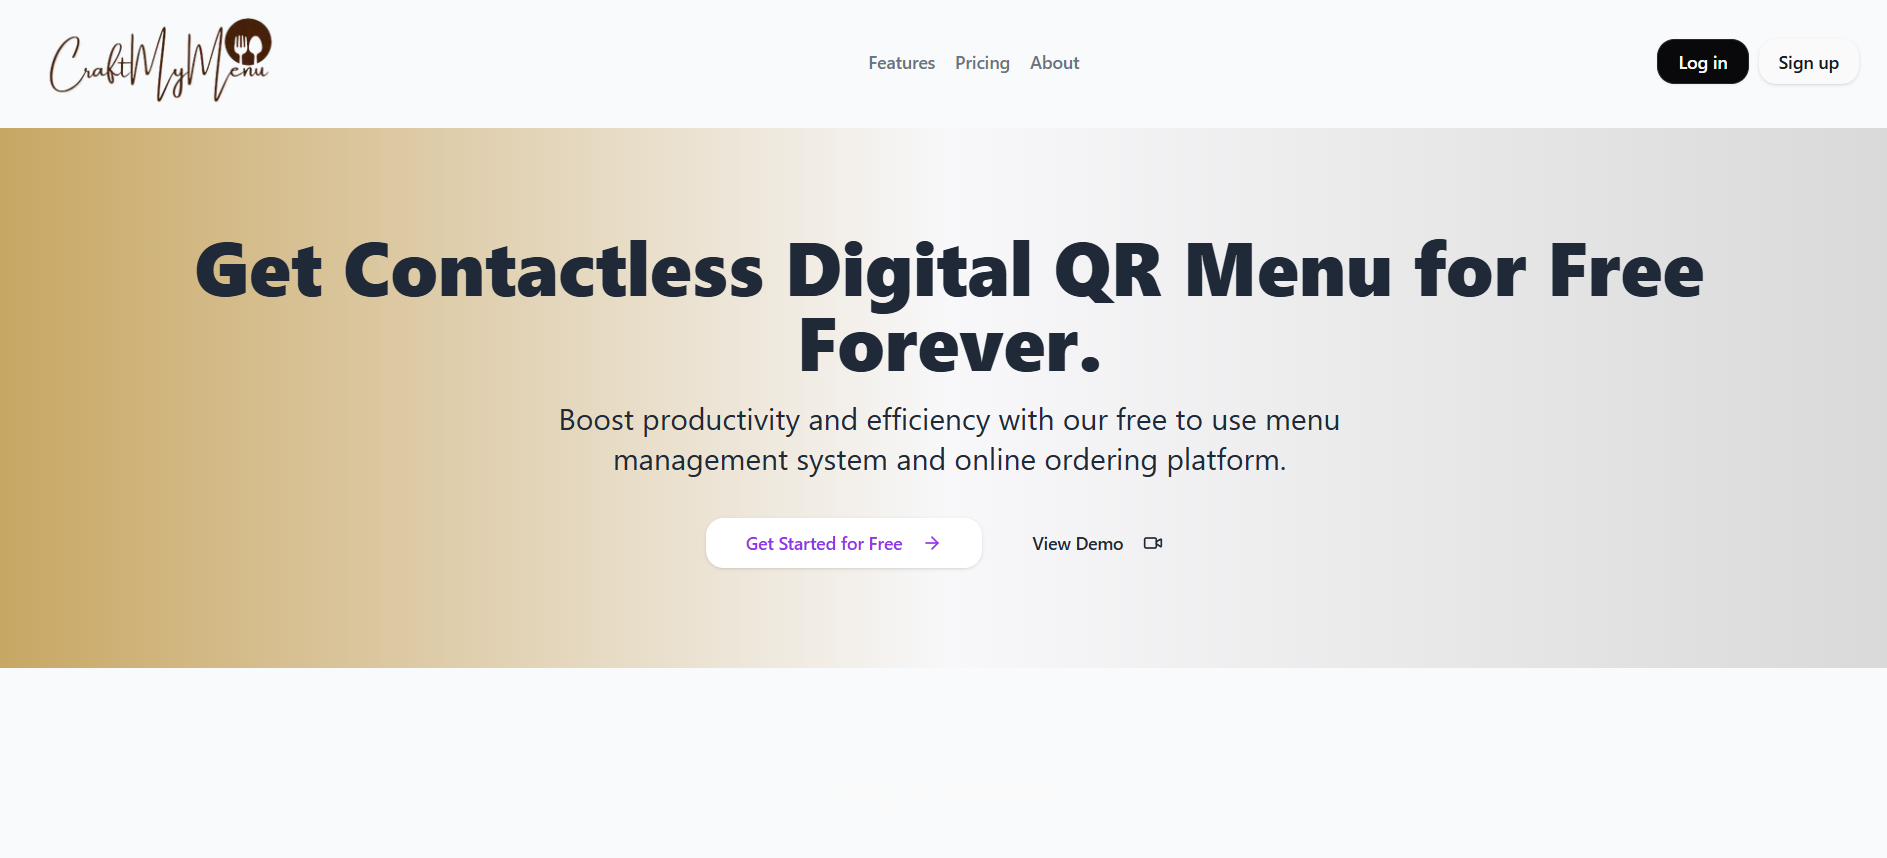 CraftMyMenu
Features Pricing About
Log in Sign up
Get Contactless Digital QR Menu for Free
Forever.
Boost productivity and efficiency with our free to use menu
management system and online ordering platform.
Get Started for Free View Demo